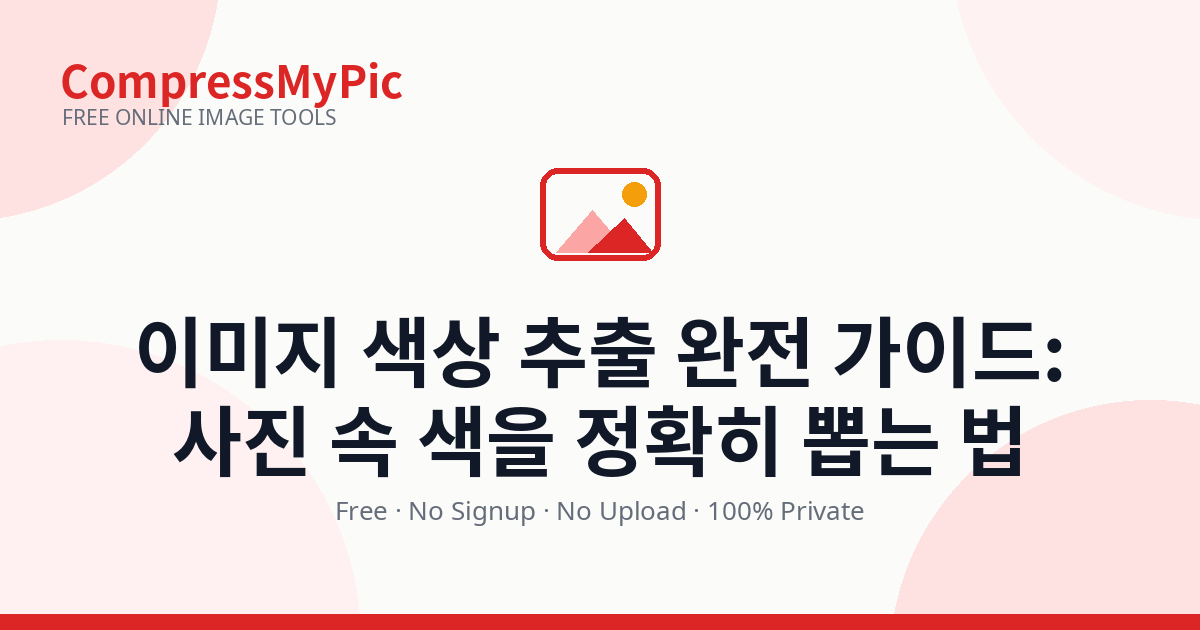 CompressMyPic
FREE ONLINE IMAGE TOOLS
이미지 색상 추출 완전 가이드:
사진 속 색을 정확히 뽑는 법
Free · No Signup · No Upload · 100% Private